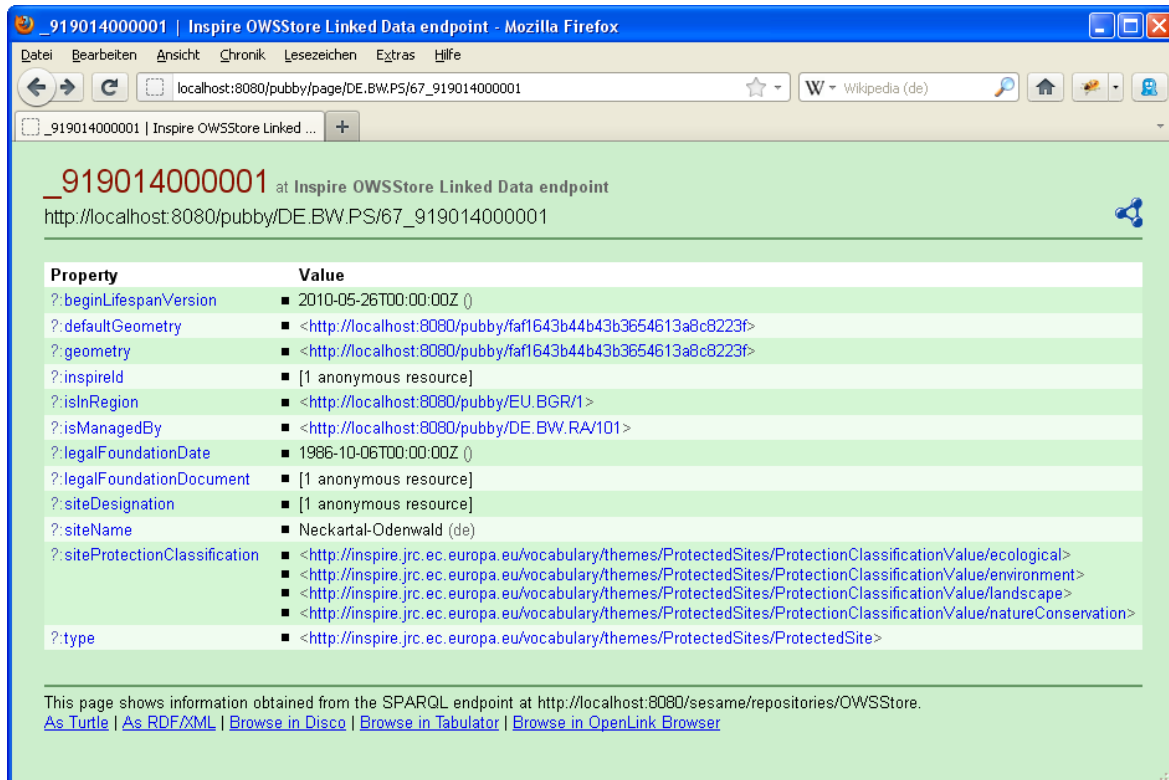 _919014000001 | Inspire OWSStore Linked Data endpoint - Mozilla Firefox
Datei Bearbeiten Ansicht Chronik Lesezeichen Extras Hilfe
localhost:8080/pubby/page/DE.BW.PS/67_919014000001 W Wikipedia (de)
_919014000001 | Inspire OWSStore Linked ... +
_919014000001 at Inspire OWSStore Linked Data endpoint
http://localhost:8080/pubby/DE.BW.PS/67_919014000001
Property Value
?:beginLifespanVersion ■ 2010-05-26T00:00:00Z ()
?:defaultGeometry ■ <http://localhost:8080/pubby/faf1643b44b43b3654613a8c8223f>
?:geometry ■ <http://localhost:8080/pubby/faf1643b44b43b3654613a8c8223f>
?:inspireId ■ [1 anonymous resource]
?:isInRegion ■ <http://localhost:8080/pubby/EU.BGR/1>
?:isManagedBy ■ <http://localhost:8080/pubby/DE.BW.RA/101>
?:legalFoundationDate ■ 1986-10-06T00:00:00Z ()
?:legalFoundationDocument ■ [1 anonymous resource]
?:siteDesignation ■ [1 anonymous resource]
?:siteName ■ Neckartal-Odenwald (de)
?:siteProtectionClassification ■ <http://inspire.jrc.ec.europa.eu/vocabulary/themes/ProtectedSites/ProtectionClassificationValue/ecological>
■ <http://inspire.jrc.ec.europa.eu/vocabulary/themes/ProtectedSites/ProtectionClassificationValue/environment>
■ <http://inspire.jrc.ec.europa.eu/vocabulary/themes/ProtectedSites/ProtectionClassificationValue/landscape>
■ <http://inspire.jrc.ec.europa.eu/vocabulary/themes/ProtectedSites/ProtectionClassificationValue/natureConservation>
?:type ■ <http://inspire.jrc.ec.europa.eu/vocabulary/themes/ProtectedSites/ProtectedSite>
This page shows information obtained from the SPARQL endpoint at http://localhost:8080/sesame/repositories/OWSStore.
As Turtle | As RDF/XML | Browse in Disco | Browse in Tabulator | Browse in OpenLink Browser